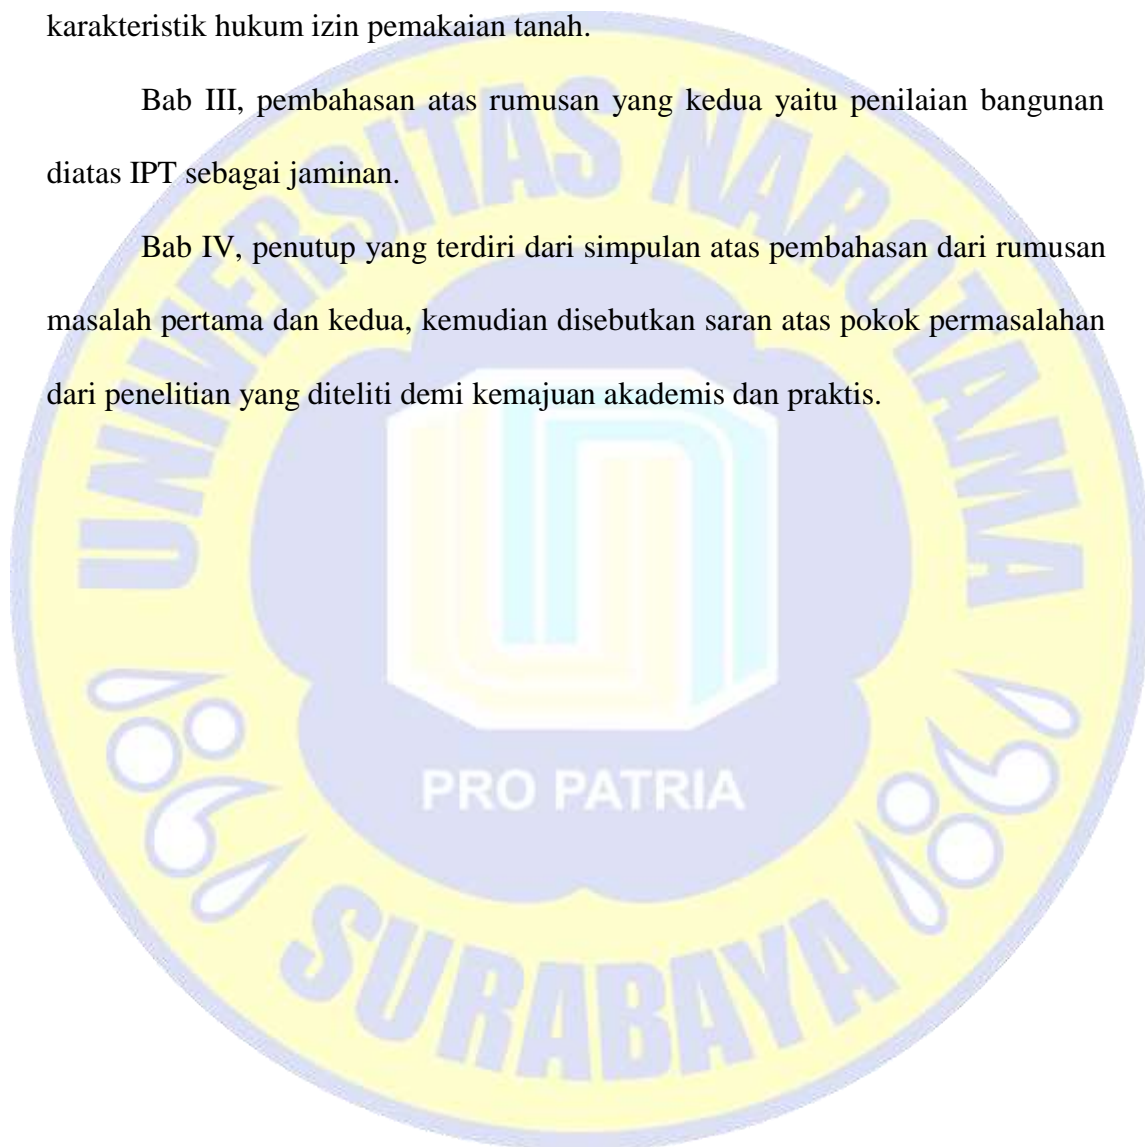 karakteristik hukum izin pemakaian tanah.
Bab III, pembahasan atas rumusan yang kedua yaitu penilaian bangunan
diatas IPT sebagai jaminan.
Bab IV, penutup yang terdiri dari simpulan atas pembahasan dari rumusan
masalah pertama dan kedua, kemudian disebutkan saran atas pokok permasalahan
dari penelitian yang diteliti demi kemajuan akademis dan praktis.
UNIVERSITAS NAROTAMA
PRO PATRIA
SURABAYA